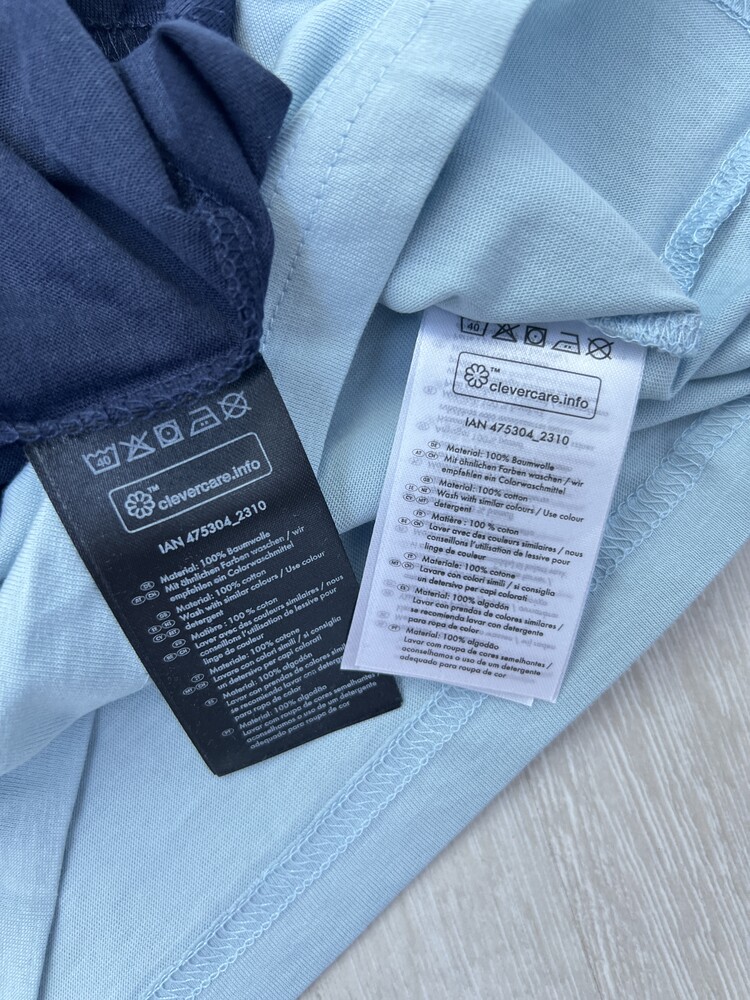 40
™
clevercare.info
IAN 475304_2310
Material: 100% Baumwolle
Mit ähnlichen Farben waschen / wir
empfehlen ein Colorwaschmittel
Material: 100% cotton
Wash with similar colours / Use colour
detergent
Matière : 100 % coton
Laver avec des couleurs similaires / nous
conseillons l'utilisation de lessive pour
linge de couleur
Materiale: 100% cotone
Lavare con colori simili / si consiglia
un detersivo per capi colorati
Material: 100% algodón
Lavar con prendas de colores simil
se recomienda lavar con detergente
para ropa de color
Material: 100% algodão
Lavar com roupa de cores semelhantes
aconselhamos o uso de um detergente
adequado para roupa de cor
40
™
clevercare.info
IAN 475304_2310
Material: 100% Baumwolle
Mit ähnlichen Farben waschen / wir
empfehlen ein Colorwaschmittel
Material: 100% cotton
Wash with similar colours / Use colour
detergent
Matière : 100 % coton
Laver avec des couleurs similaires / nous
conseillons l'utilisation de lessive pour
linge de couleur
Materiale: 100% cotone
Lavare con colori simili / si consiglia
un detersivo per capi colorati
Material: 100% algodón
Lavar con prendas de colores similares /
se recomienda lavar con detergente
para ropa de color
Material: 100% algodão
Lavar com roupa de cores semelhantes /
aconselhamos o uso de um detergente
adequado para roupa de cor